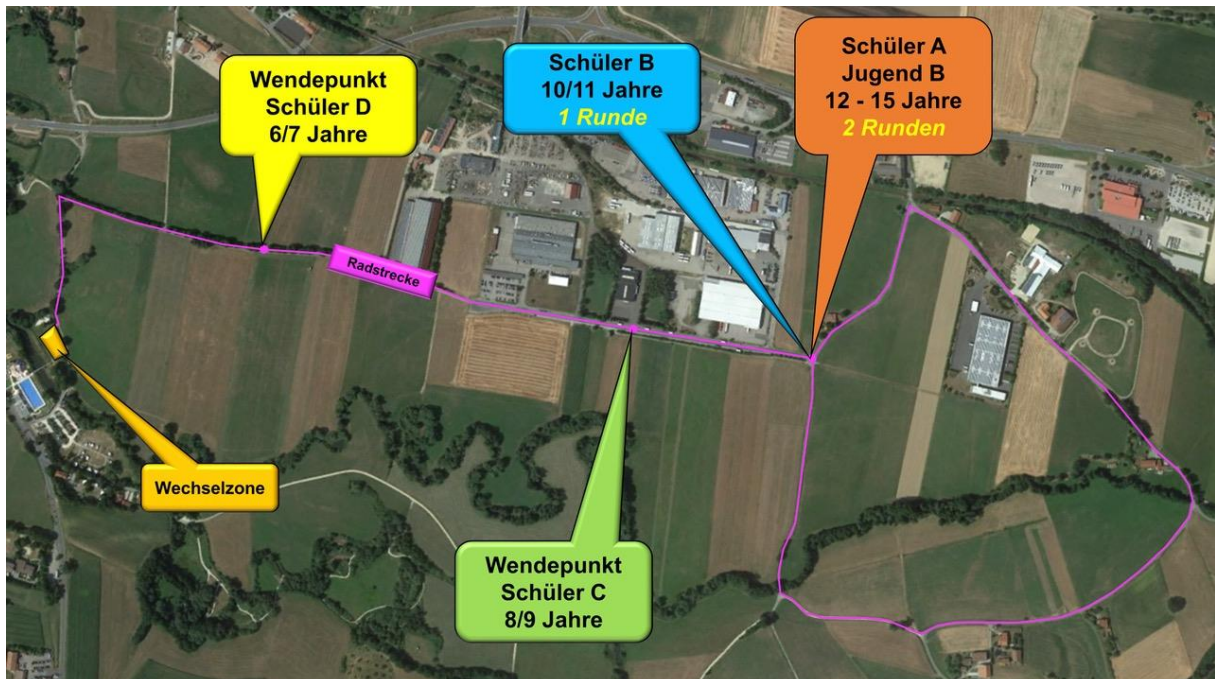 Wendepunkt
Schüler D
6/7 Jahre
Schüler B
10/11 Jahre
1 Runde
Schüler A
Jugend B
12 - 15 Jahre
2 Runden
Radstrecke
Wechselzone
Wendepunkt
Schüler C
8/9 Jahre